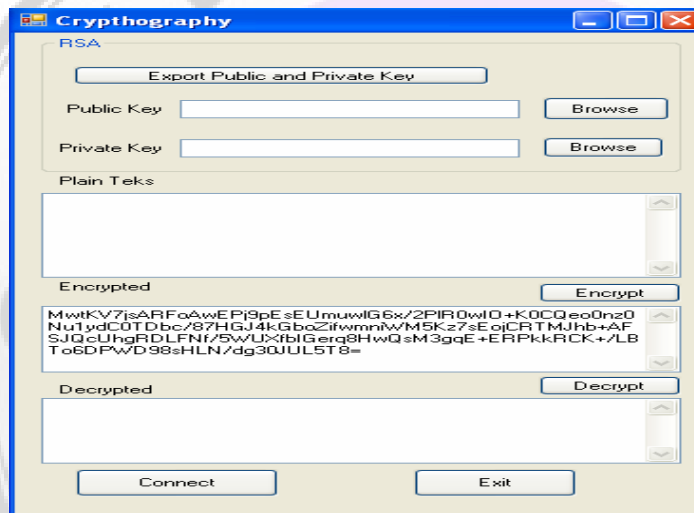 Crypthography
RSA
Export Public and Private Key
Public Key
Browse
Private Key
Browse
Plain Teks
Encrypted
Encrypt
MwtKV7jsARFoAwEPj9pEsEUmuwlG6x/2PlR0wlO+K0CQeo0nz0
Nu1ydC0TDbc/87HGJ4kGboZifwmniWM5Kz7sEojCRTMJhb+AF
SJQcUhgRDLFNf/5WUXfblGerq8HwQsM3gqE+ERPkkRCK+/LB
To6DPWD98sHLN/dg30JUL5T8=
Decrypt
Decrypted
Connect
Exit